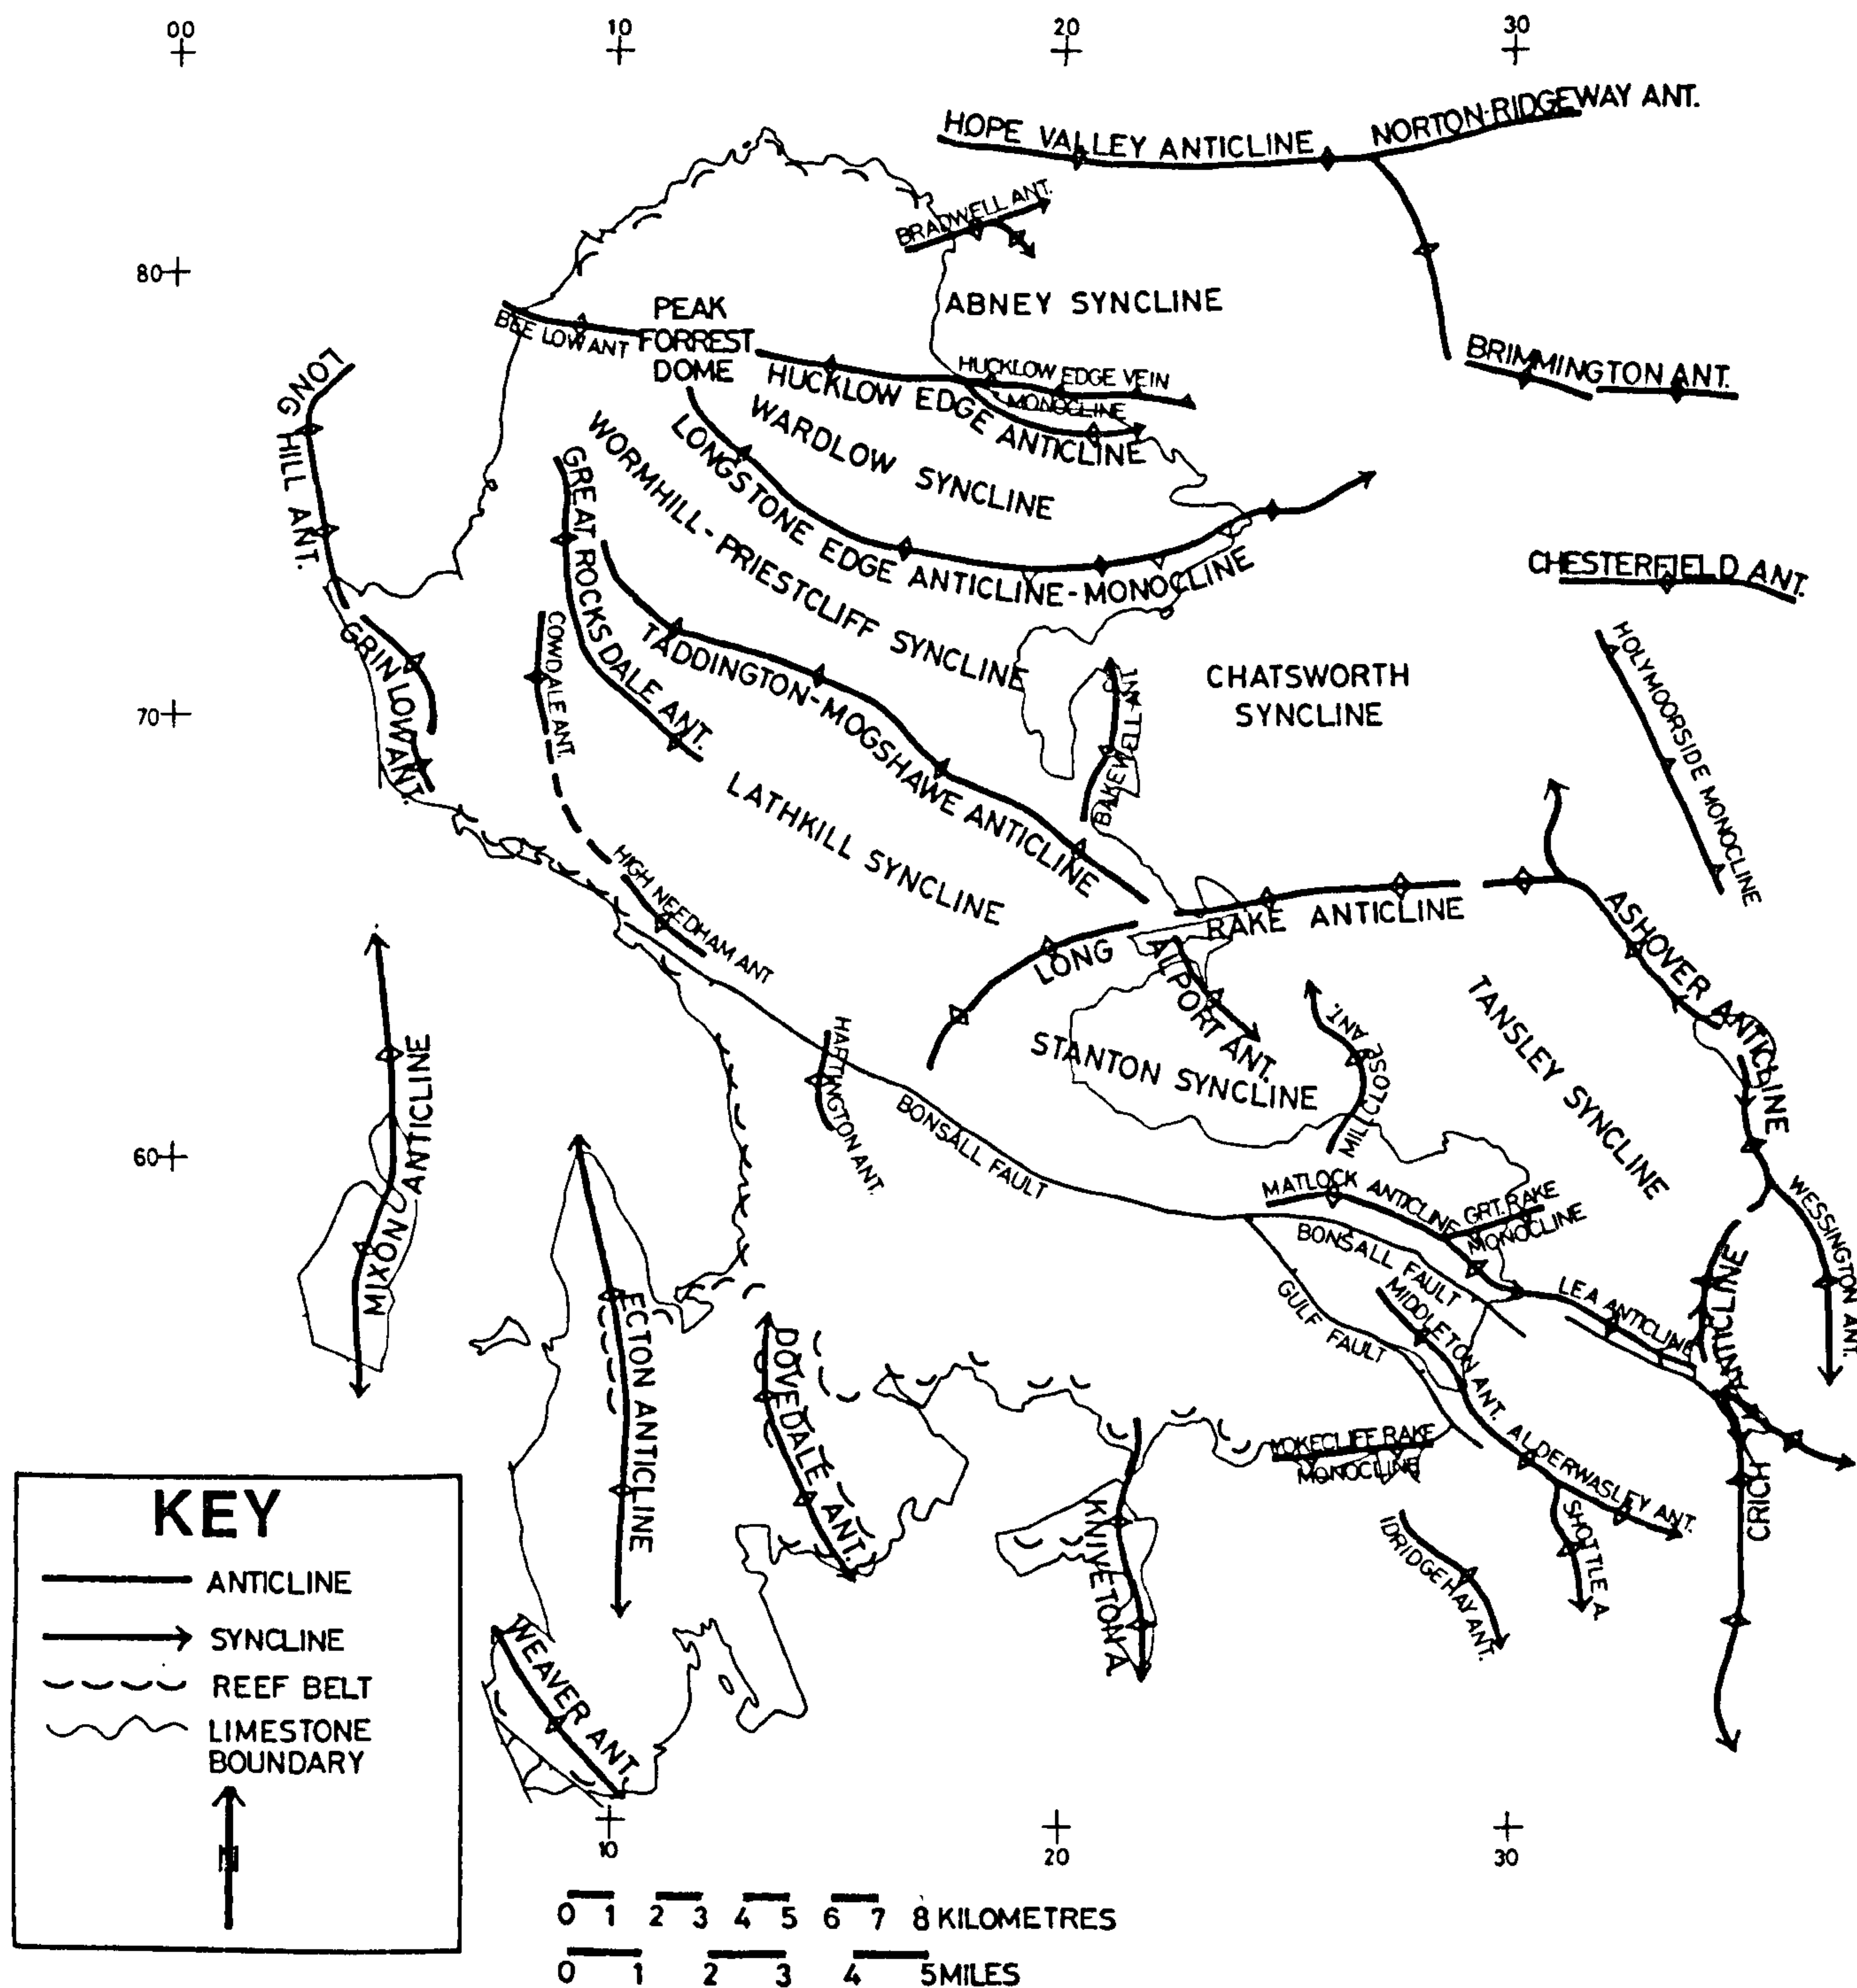 00
10
20
30
HOPE VALLEY ANTICLINE
NORTON-RIDGEWAY ANT.
BRADWELL ANT.
80
ABNEY SYNCLINE
BEE LOW ANT
PEAK
FORREST
DOME
HUCKLOW EDGE VEIN
MONOCLINE
HUCKLOW EDGE ANTICLINE
BRIMMINGTON ANT.
LONG HILL ANT.
WARDLOW SYNCLINE
LONGSTONE EDGE ANTICLINE-MONOCLINE
WORMHILL-PRIESTCLIFF SYNCLINE
GREAT ROCKS DALE ANT.
CHESTERFIELD ANT.
COWDALE ANT.
GRIN LOW ANT.
TADDINGTON-MOGSHAWE ANTICLINE
HOLYMOORSIDE MONOCLINE
CHATSWORTH
SYNCLINE
BAKEWELL-ANT
70
LATHKILL SYNCLINE
HIGH NEEDHAM ANT
LONG RAKE ANTICLINE
ASHOVER ANTICLINE
ALPORT ANT.
TANSLEY SYNCLINE
MILLCLOSE ANT.
STANTON SYNCLINE
HARTINGTON ANT.
MIXON ANTICLINE
BONSALL FAULT
60
MATLOCK ANTICLINE
GRT. RAKE
MONOCLINE
WESSINGTON ANT.
BONSALL FAULT
GULF FAULT
MIDDLETON ANT.
LEA ANTICLINE
CRICH ANTICLINE
ECTON ANTICLINE
DOVEDALE ANT.
YOKECLIFF RAKE
MONOCLINE
ALDERWASLEY ANT.
KNIVETON A
IDRIDGEHAY ANT.
SHOTTLE A
WEAVER ANT.
KEY
ANTICLINE
SYNCLINE
REEF BELT
LIMESTONE
BOUNDARY
N
10
20
30
0 1 2 3 4 5 6 7 8 KILOMETRES
0 1 2 3 4 5 MILES